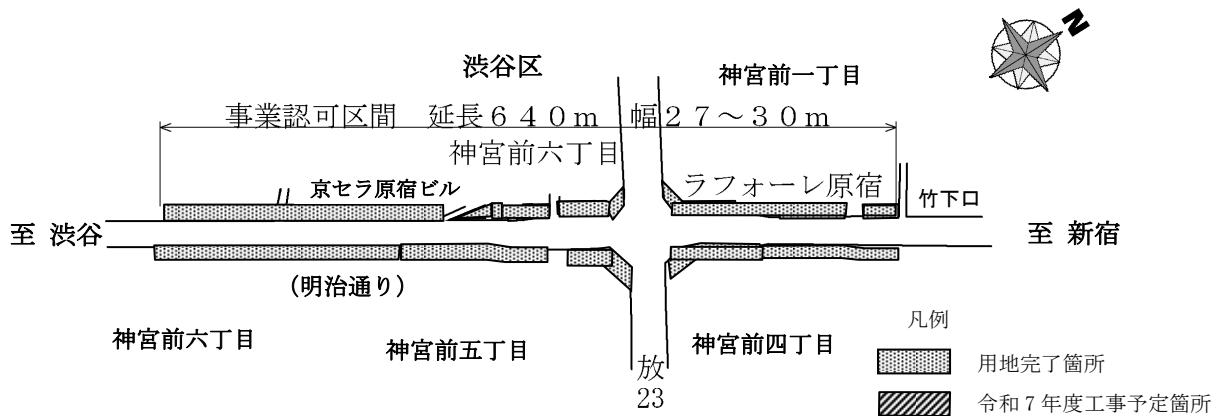 N
渋谷区
神宮前一丁目
事業認可区間 延長６４０ｍ 幅２７～３０ｍ
神宮前六丁目
京セラ原宿ビル
ラフォーレ原宿
竹下口
至 渋谷
至 新宿
(明治通り)
神宮前六丁目
神宮前五丁目
神宮前四丁目
放
23
凡例
用地完了箇所
令和７年度工事予定箇所